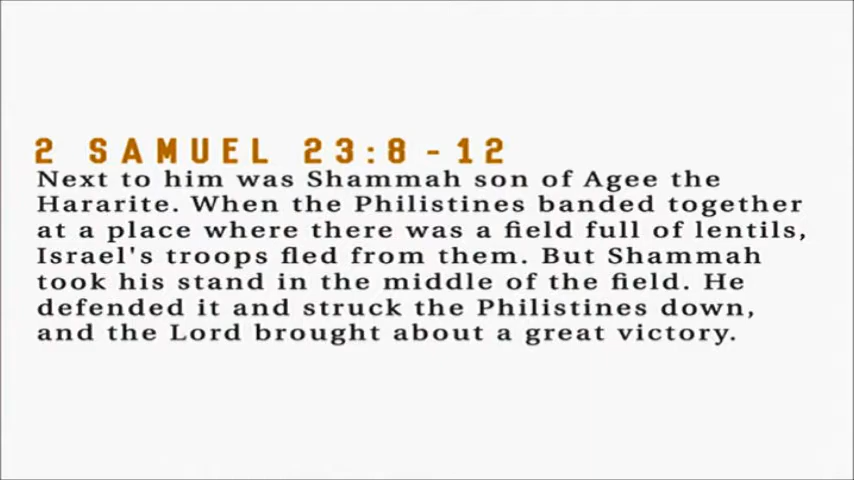 2 SAMUEL 23:8-12
Next to him was Shammah son of Agee the
Hararite. When the Philistines banded together
at a place where there was a field full of lentils,
Israel's troops fled from them. But Shammah
took his stand in the middle of the field. He
defended it and struck the Philistines down,
and the Lord brought about a great victory.